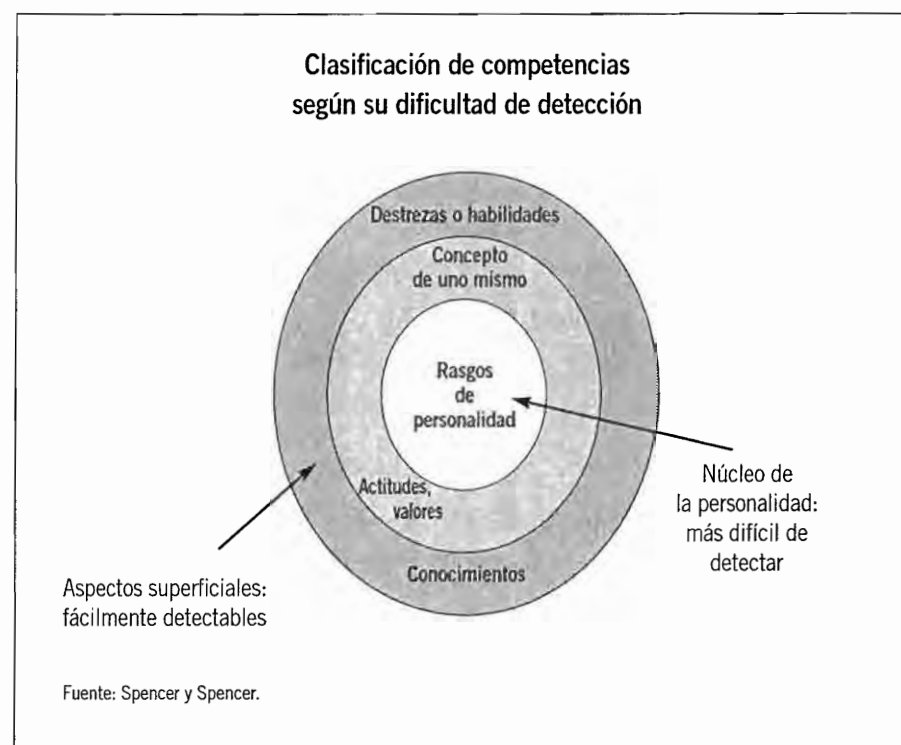 Clasificación de competencias
según su dificultad de detección
Destrezas o habilidades
Concepto
de uno mismo
Rasgos
de
personalidad
Actitudes,
valores
Conocimientos
Núcleo de
la personalidad:
más difícil de
detectar
Aspectos superficiales:
fácilmente detectables
Fuente: Spencer y Spencer.